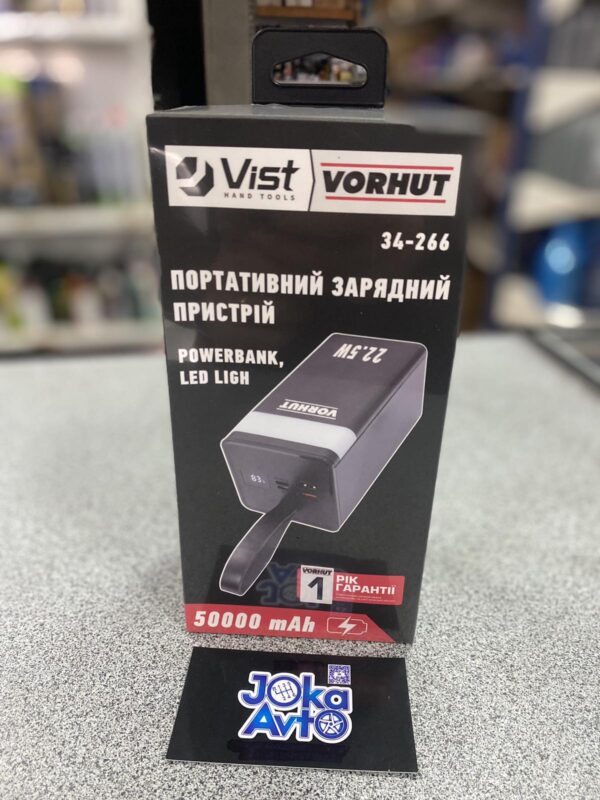 Vist
HAND TOOLS
VORHUT
34-266
ПОРТАТИВНИЙ ЗАРЯДНИЙ
ПРИСТРІЙ
POWERBANK,
LED LIGH
22.5W
VORHUT
83
VORHUT
1
РІК
ГАРАНТІЇ
50000 mAh
JOKA
AVTO